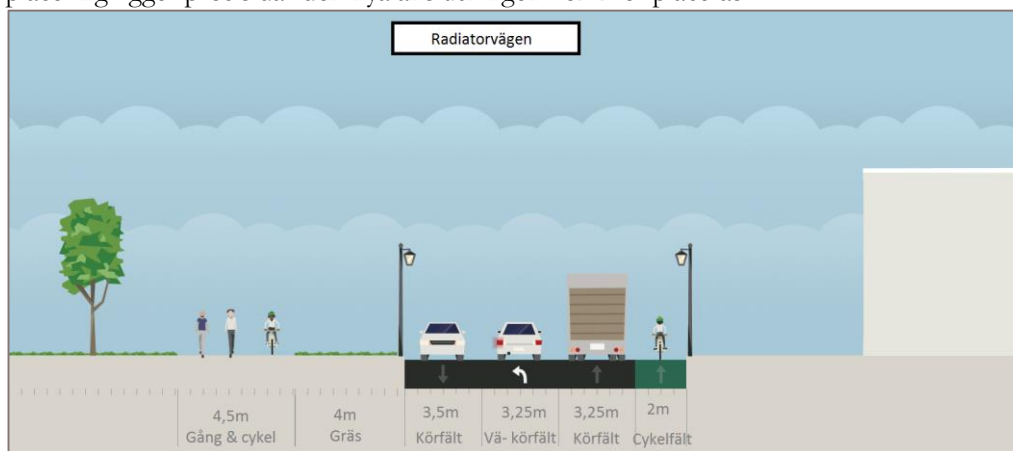 Radiatorvägen
4,5m
Gång & cykel
4m
Gräs
3,5m
Körfält
3,25m
Vä- körfält
3,25m
Körfält
2m
Cykelfält